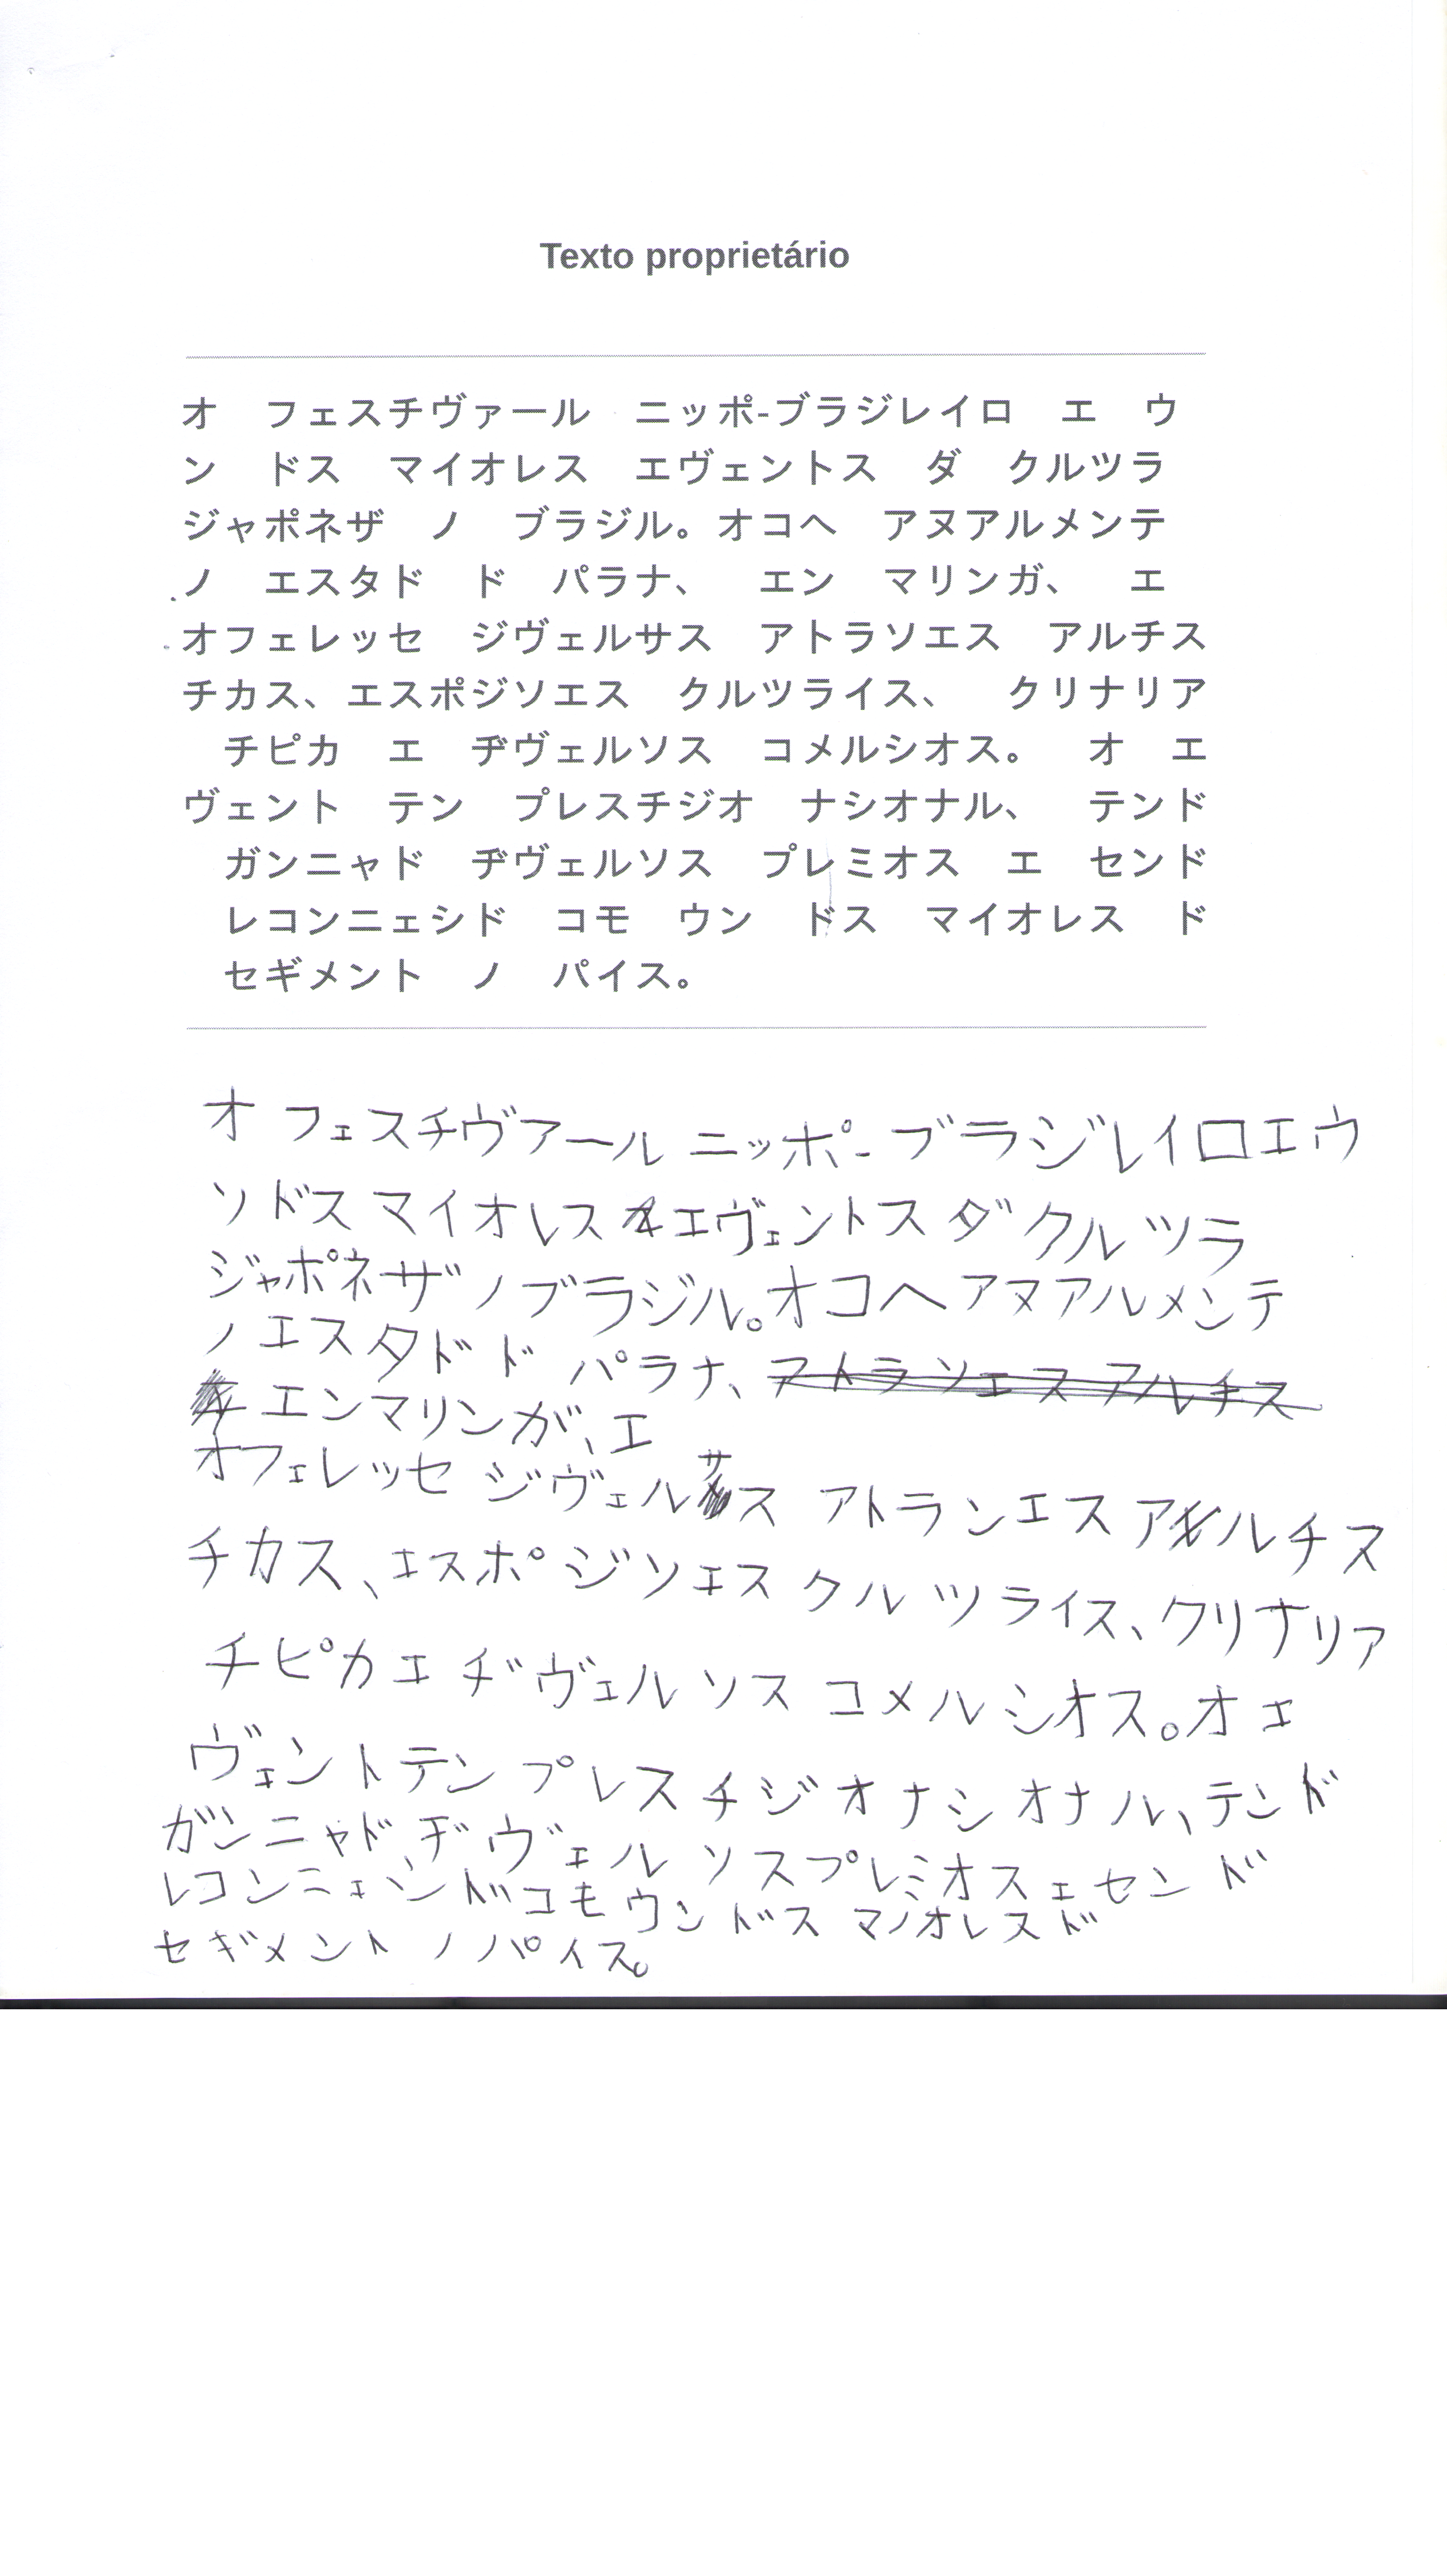 Texto proprietário
オ　フェスチヴァール　ニッポ-ブラジレイロ　エ　ウ
ン　ドス　マイオレス　エヴェントス　ダ　クルツラ
ジャポネザ　ノ　ブラジル。オコヘ　アヌアルメンテ
ノ　エスタド　ド　パラナ、　エン　マリンガ、　エ
オフェレッセ　ジヴェルサス　アトラソエス　アルチス
チカス、エスポジソエス　クルツライス、　クリナリア
　チピカ　エ　ヂヴェルソス　コメルシオス。　オ　エ
ヴェント　テン　プレスチジオ　ナシオナル、　テンド
　ガンニャド　ヂヴェルソス　プレミオス　エ　センド
　レコンニェシド　コモ　ウン　ドス　マイオレス　ド
　セギメント　ノ　パイス。
オ フェスチヴアール ニッポ-ブラジレイロエウ
ソドス マイオレス エヴェントス ダ クルツラ
ジャポネザ ノブラジル。オコヘ アヌアルメンテ
ノ エスタド ド パラナ、アトラソエス アルチス
エンマリンガ、エ
オフェレッセ ジヴェルサス アトランエス アルチス
チカス、エスポジソエス クルツライス、クリナリア
チピカエ ヂヴェルソス コメルシオス。オエ
ヴェントテン プレスチジオナシオナル、テンド
ガンニャド ヂヴェルソスプレミオスエセンド
レコンニェシドコモウンドス マイオレスド
セギメント ノパイス。